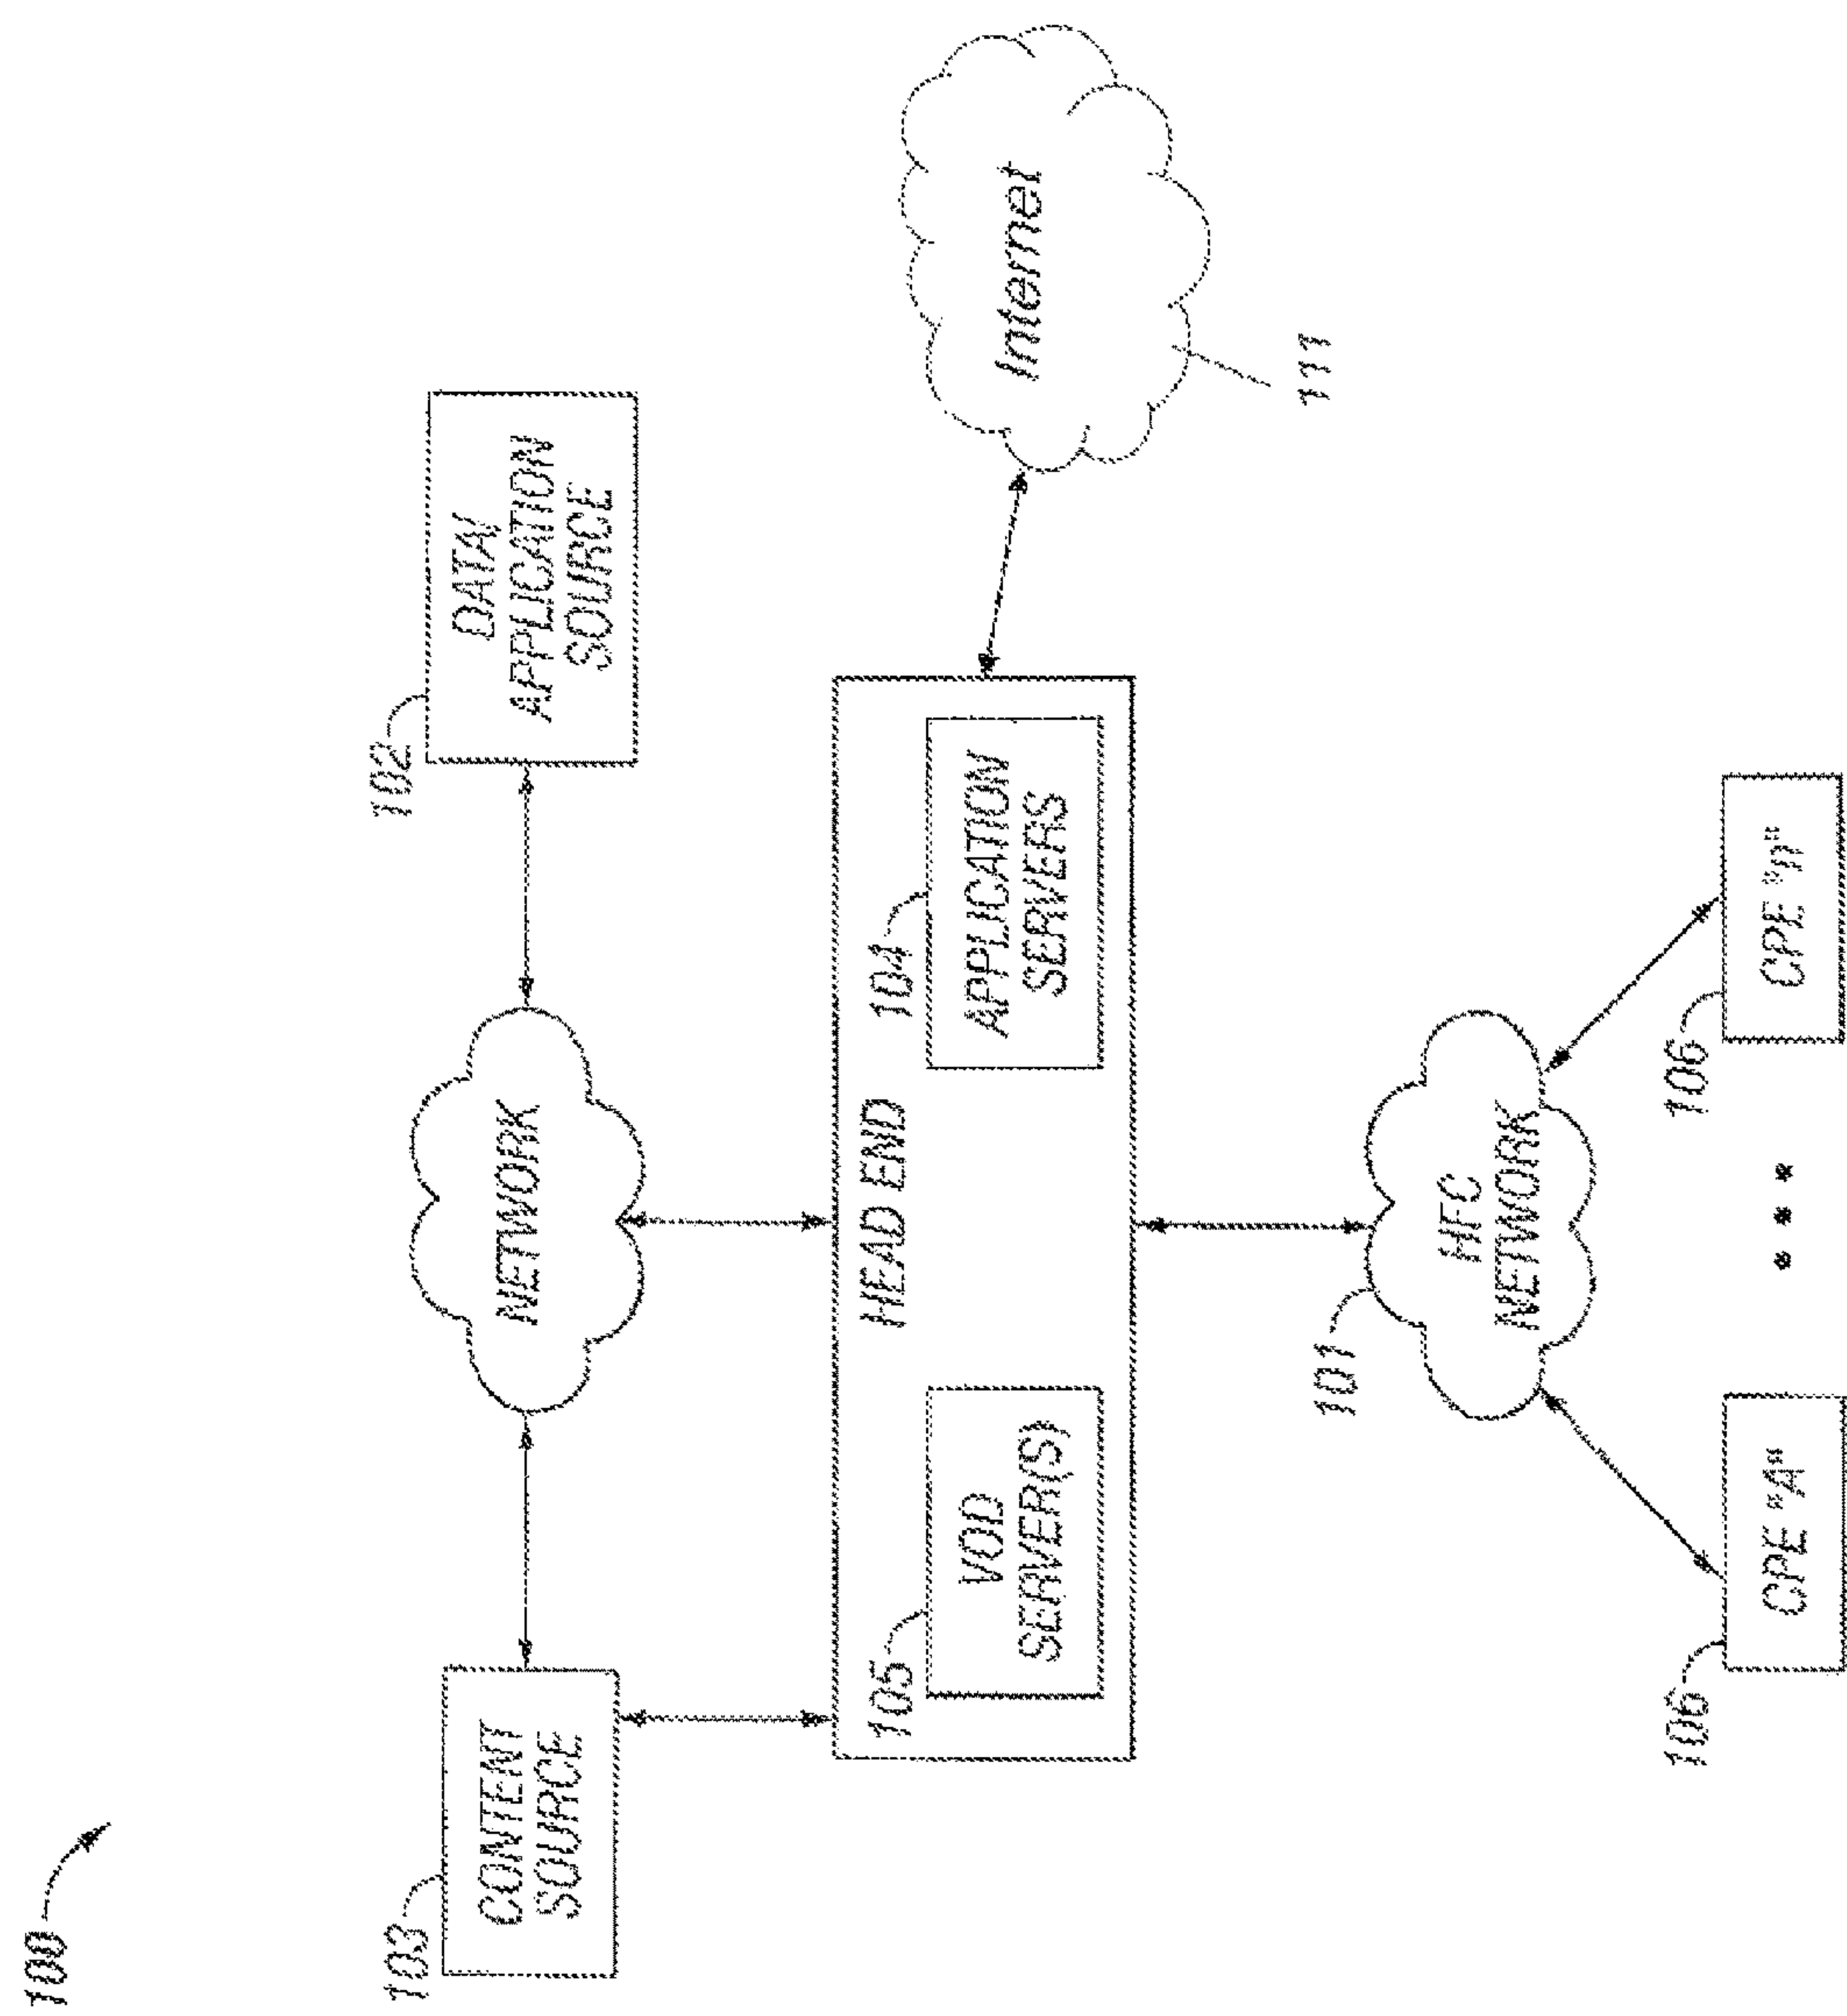 100
103
CONTENT
SOURCE
NETWORK
102
DATA/
APPLICATION
SOURCE
HEAD END
105
VOD
SERVER(S)
104
APPLICATION
SERVERS
Internet
111
101
HFC
NETWORK
106
CPE "A"
106
CPE "n"